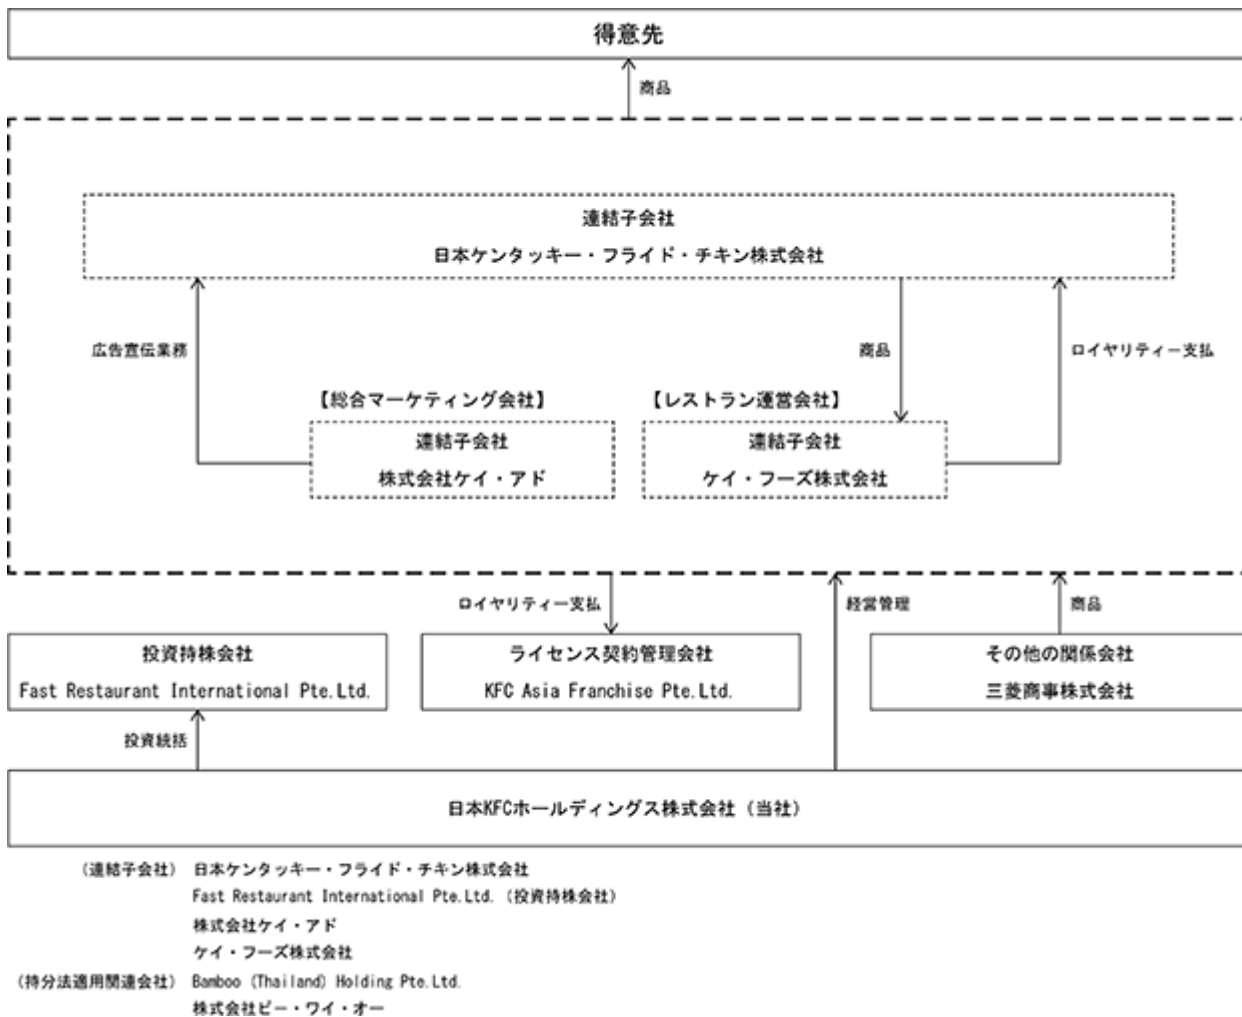 得意先
商品
連結子会社
日本ケンタッキー・フライド・チキン株式会社
広告宣伝業務
商品
ロイヤリティー支払
【総合マーケティング会社】
【レストラン運営会社】
連結子会社
株式会社ケイ・アド
連結子会社
ケイ・フーズ株式会社
ロイヤリティー支払
経営管理
商品
投資持株会社
Fast Restaurant International Pte.Ltd.
ライセンス契約管理会社
KFC Asia Franchise Pte.Ltd.
その他の関係会社
三菱商事株式会社
投資統括
日本KFCホールディングス株式会社（当社）
（連結子会社） 日本ケンタッキー・フライド・チキン株式会社
Fast Restaurant International Pte.Ltd.（投資持株会社）
株式会社ケイ・アド
ケイ・フーズ株式会社
（持分法適用関連会社） Bamboo (Thailand) Holding Pte.Ltd.
株式会社ビー・ワイ・オー